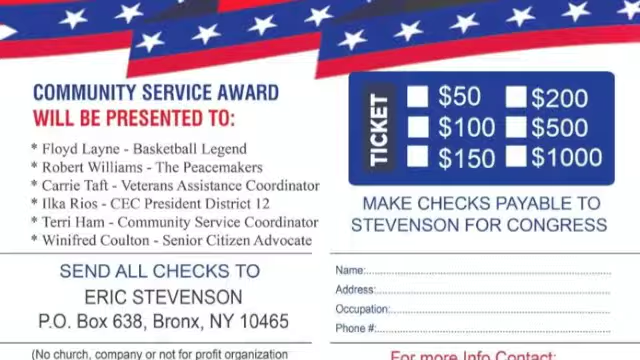 COMMUNITY SERVICE AWARD
WILL BE PRESENTED TO:
* Floyd Layne - Basketball Legend
* Robert Williams - The Peacemakers
* Carrie Taft - Veterans Assistance Coordinator
* Ilka Rios - CEC President District 12
* Terri Ham - Community Service Coordinator
* Winifred Coulton - Senior Citizen Advocate
SEND ALL CHECKS TO
ERIC STEVENSON
P.O. Box 638, Bronx, NY 10465
(No church, company or not for profit organization
TICKET
$50 $200
$100 $500
$150 $1000
MAKE CHECKS PAYABLE TO
STEVENSON FOR CONGRESS
Name:
Address:
Occupation:
Phone #:
For more Info Contact: